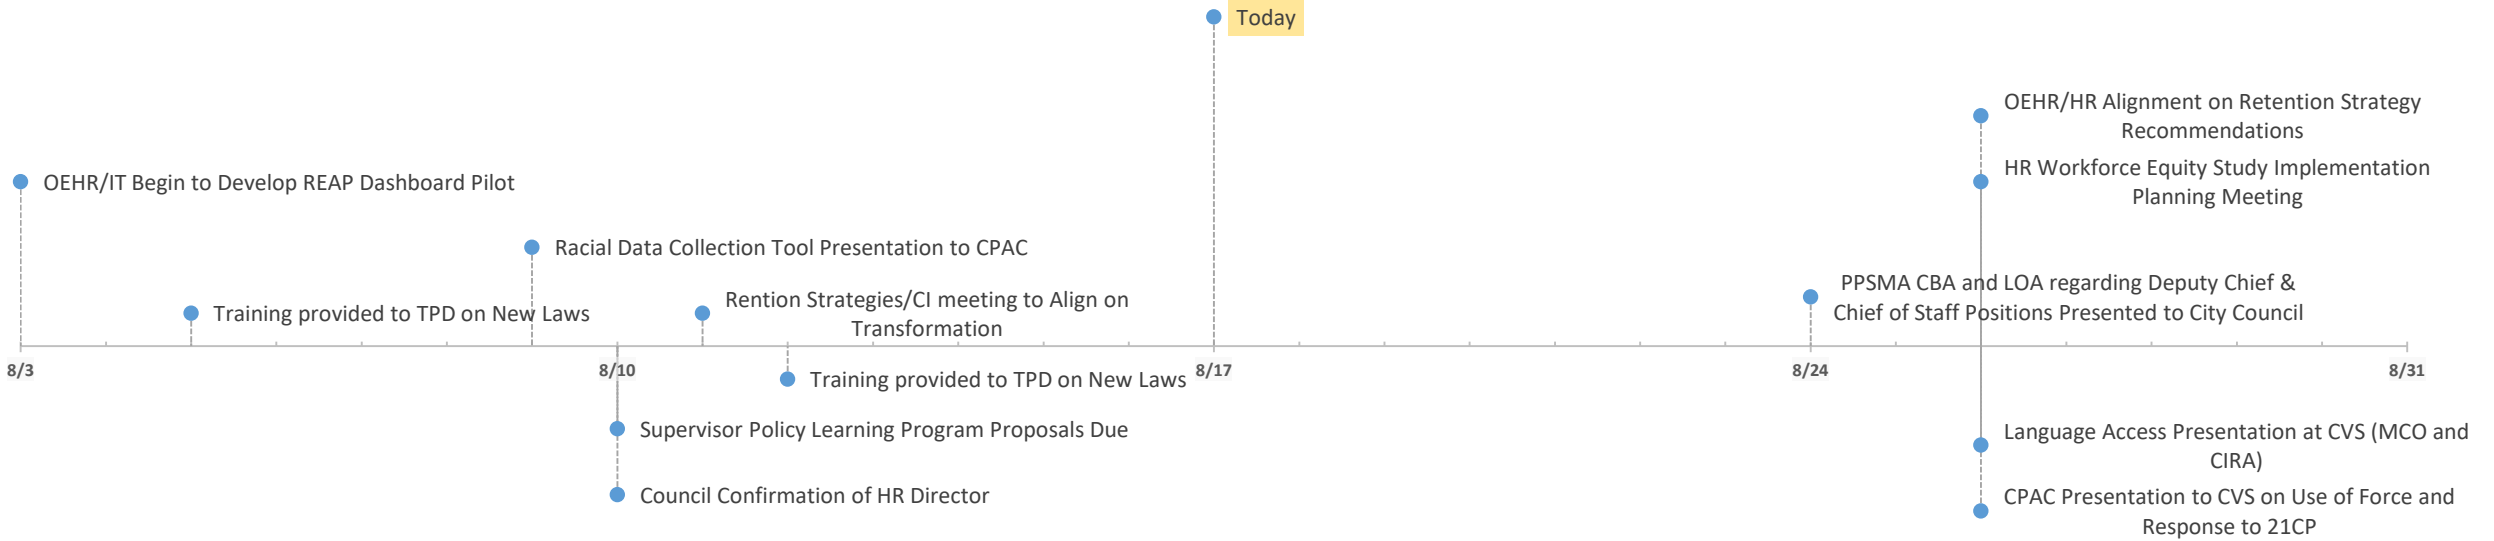 Today
OEHR/HR Alignment on Retention Strategy
Recommendations
HR Workforce Equity Study Implementation
Planning Meeting
OEHR/IT Begin to Develop REAP Dashboard Pilot
Racial Data Collection Tool Presentation to CPAC
PPSMA CBA and LOA regarding Deputy Chief &
Chief of Staff Positions Presented to City Council
Training provided to TPD on New Laws
Rention Strategies/CI meeting to Align on
Transformation
8/3
8/10
8/17
8/24
8/31
Training provided to TPD on New Laws
Supervisor Policy Learning Program Proposals Due
Language Access Presentation at CVS (MCO and
CIRA)
Council Confirmation of HR Director
CPAC Presentation to CVS on Use of Force and
Response to 21CP